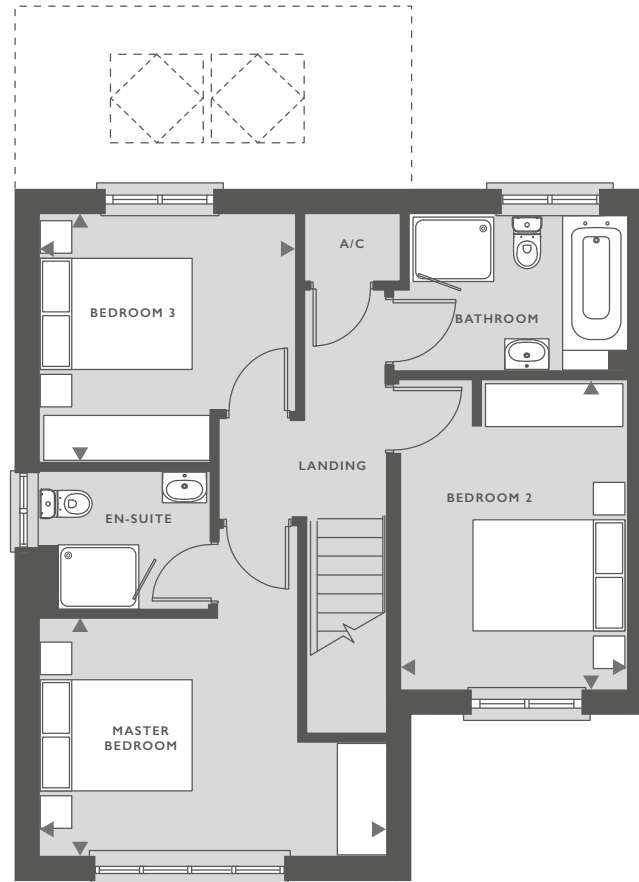 A/C
BEDROOM 3
BATHROOM
LANDING
BEDROOM 2
EN-SUITE
MASTER
BEDROOM